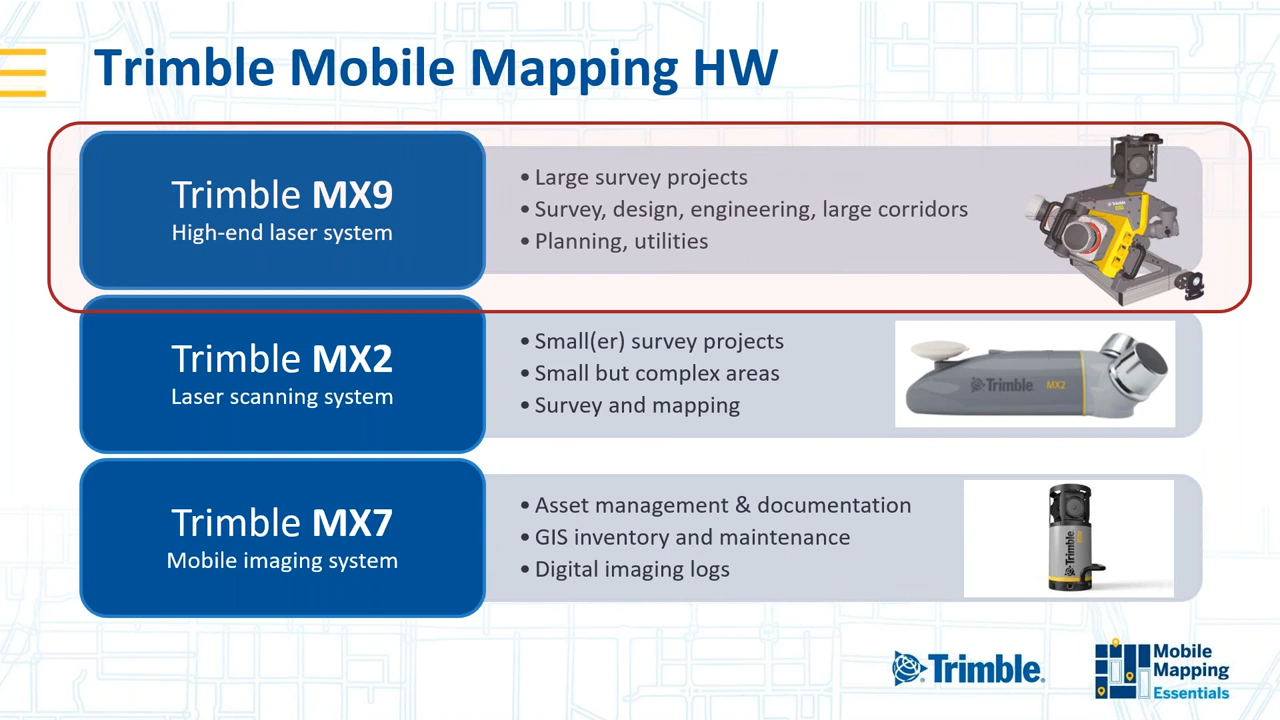 Trimble Mobile Mapping HW
Trimble MX9
High-end laser system
• Large survey projects
• Survey, design, engineering, large corridors
• Planning, utilities
Trimble MX2
Laser scanning system
• Small(er) survey projects
• Small but complex areas
• Survey and mapping
Trimble MX2
Trimble MX7
Mobile imaging system
• Asset management & documentation
• GIS inventory and maintenance
• Digital imaging logs
Trimble
Trimble
Mobile
Mapping
Essentials